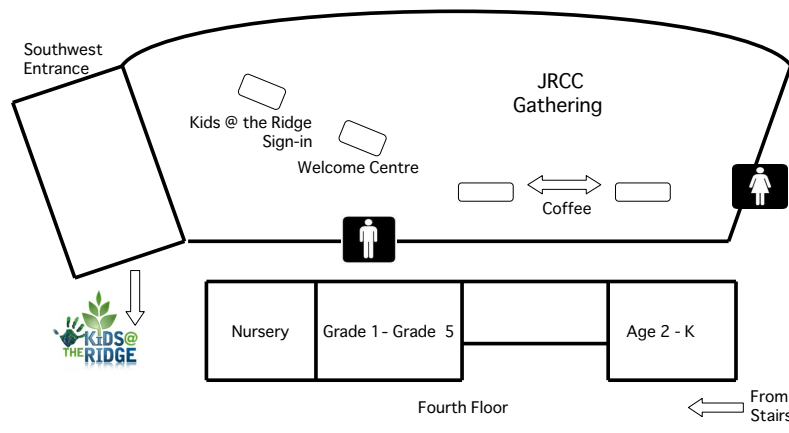 Southwest
Entrance
JRCC
Gathering
Kids @ the Ridge
Sign-in
Welcome Centre
Coffee
KIDS@
THE RIDGE
Nursery
Grade 1 - Grade 5
Age 2 - K
Fourth Floor
From
Stairs